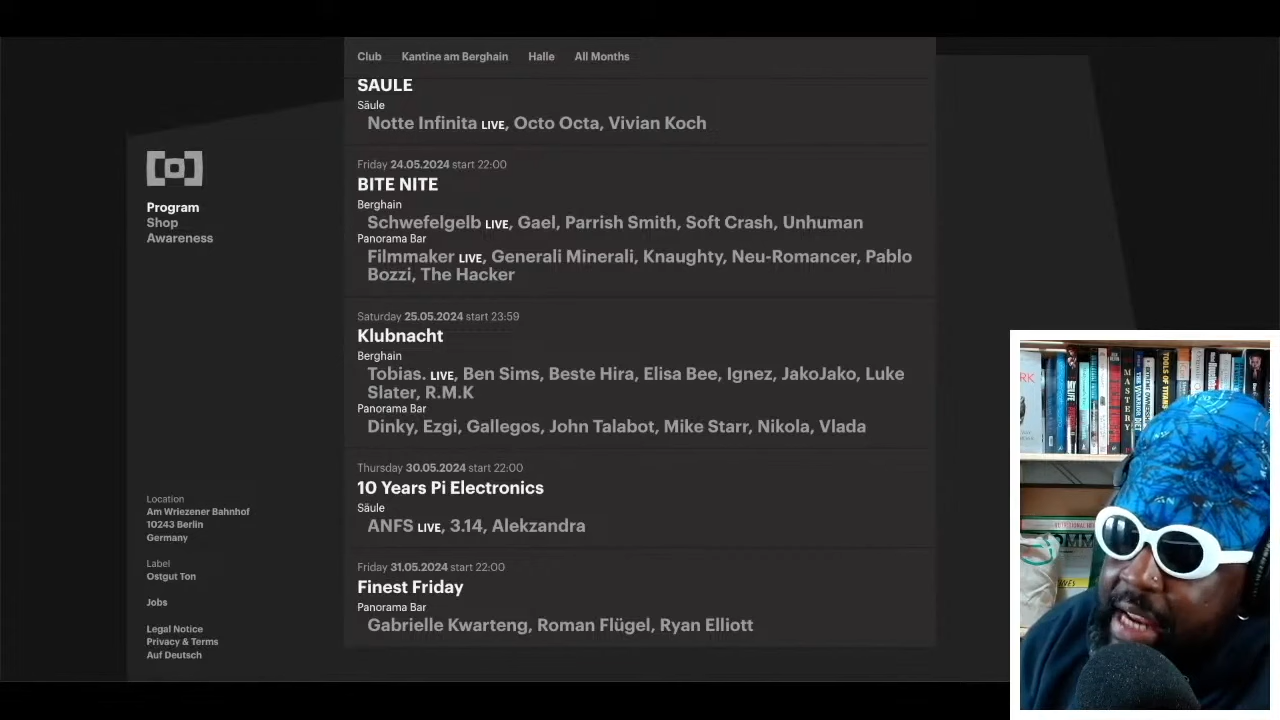 Club Kantine am Berghain Halle All Months
SÄULE
Säule
Notte Infinita LIVE, Octo Octa, Vivian Koch
Friday 24.05.2024 start 22:00
BITE NITE
Berghain
Schwefelgelb LIVE, Gael, Parrish Smith, Soft Crash, Unhuman
Panorama Bar
Filmmaker LIVE, Generali Minerali, Knaughty, Neu-Romancer, Pablo
Bozzi, The Hacker
Saturday 25.05.2024 start 23:59
Klubnacht
Berghain
Tobias. LIVE, Ben Sims, Beste Hira, Elisa Bee, Ignez, JakoJako, Luke
Slater, R.M.K
Panorama Bar
Dinky, Ezgi, Gallegos, John Talabot, Mike Starr, Nikola, Vlada
Thursday 30.05.2024 start 22:00
10 Years Pi Electronics
Säule
ANFS LIVE, 3.14, Alekzandra
Friday 31.05.2024 start 22:00
Finest Friday
Panorama Bar
Gabrielle Kwarteng, Roman Flügel, Ryan Elliott
Program
Shop
Awareness
Location
Am Wriezener Bahnhof
10243 Berlin
Germany
Label
Ostgut Ton
Jobs
Legal Notice
Privacy & Terms
Auf Deutsch
MASTERY
TOOLS OF TITANS